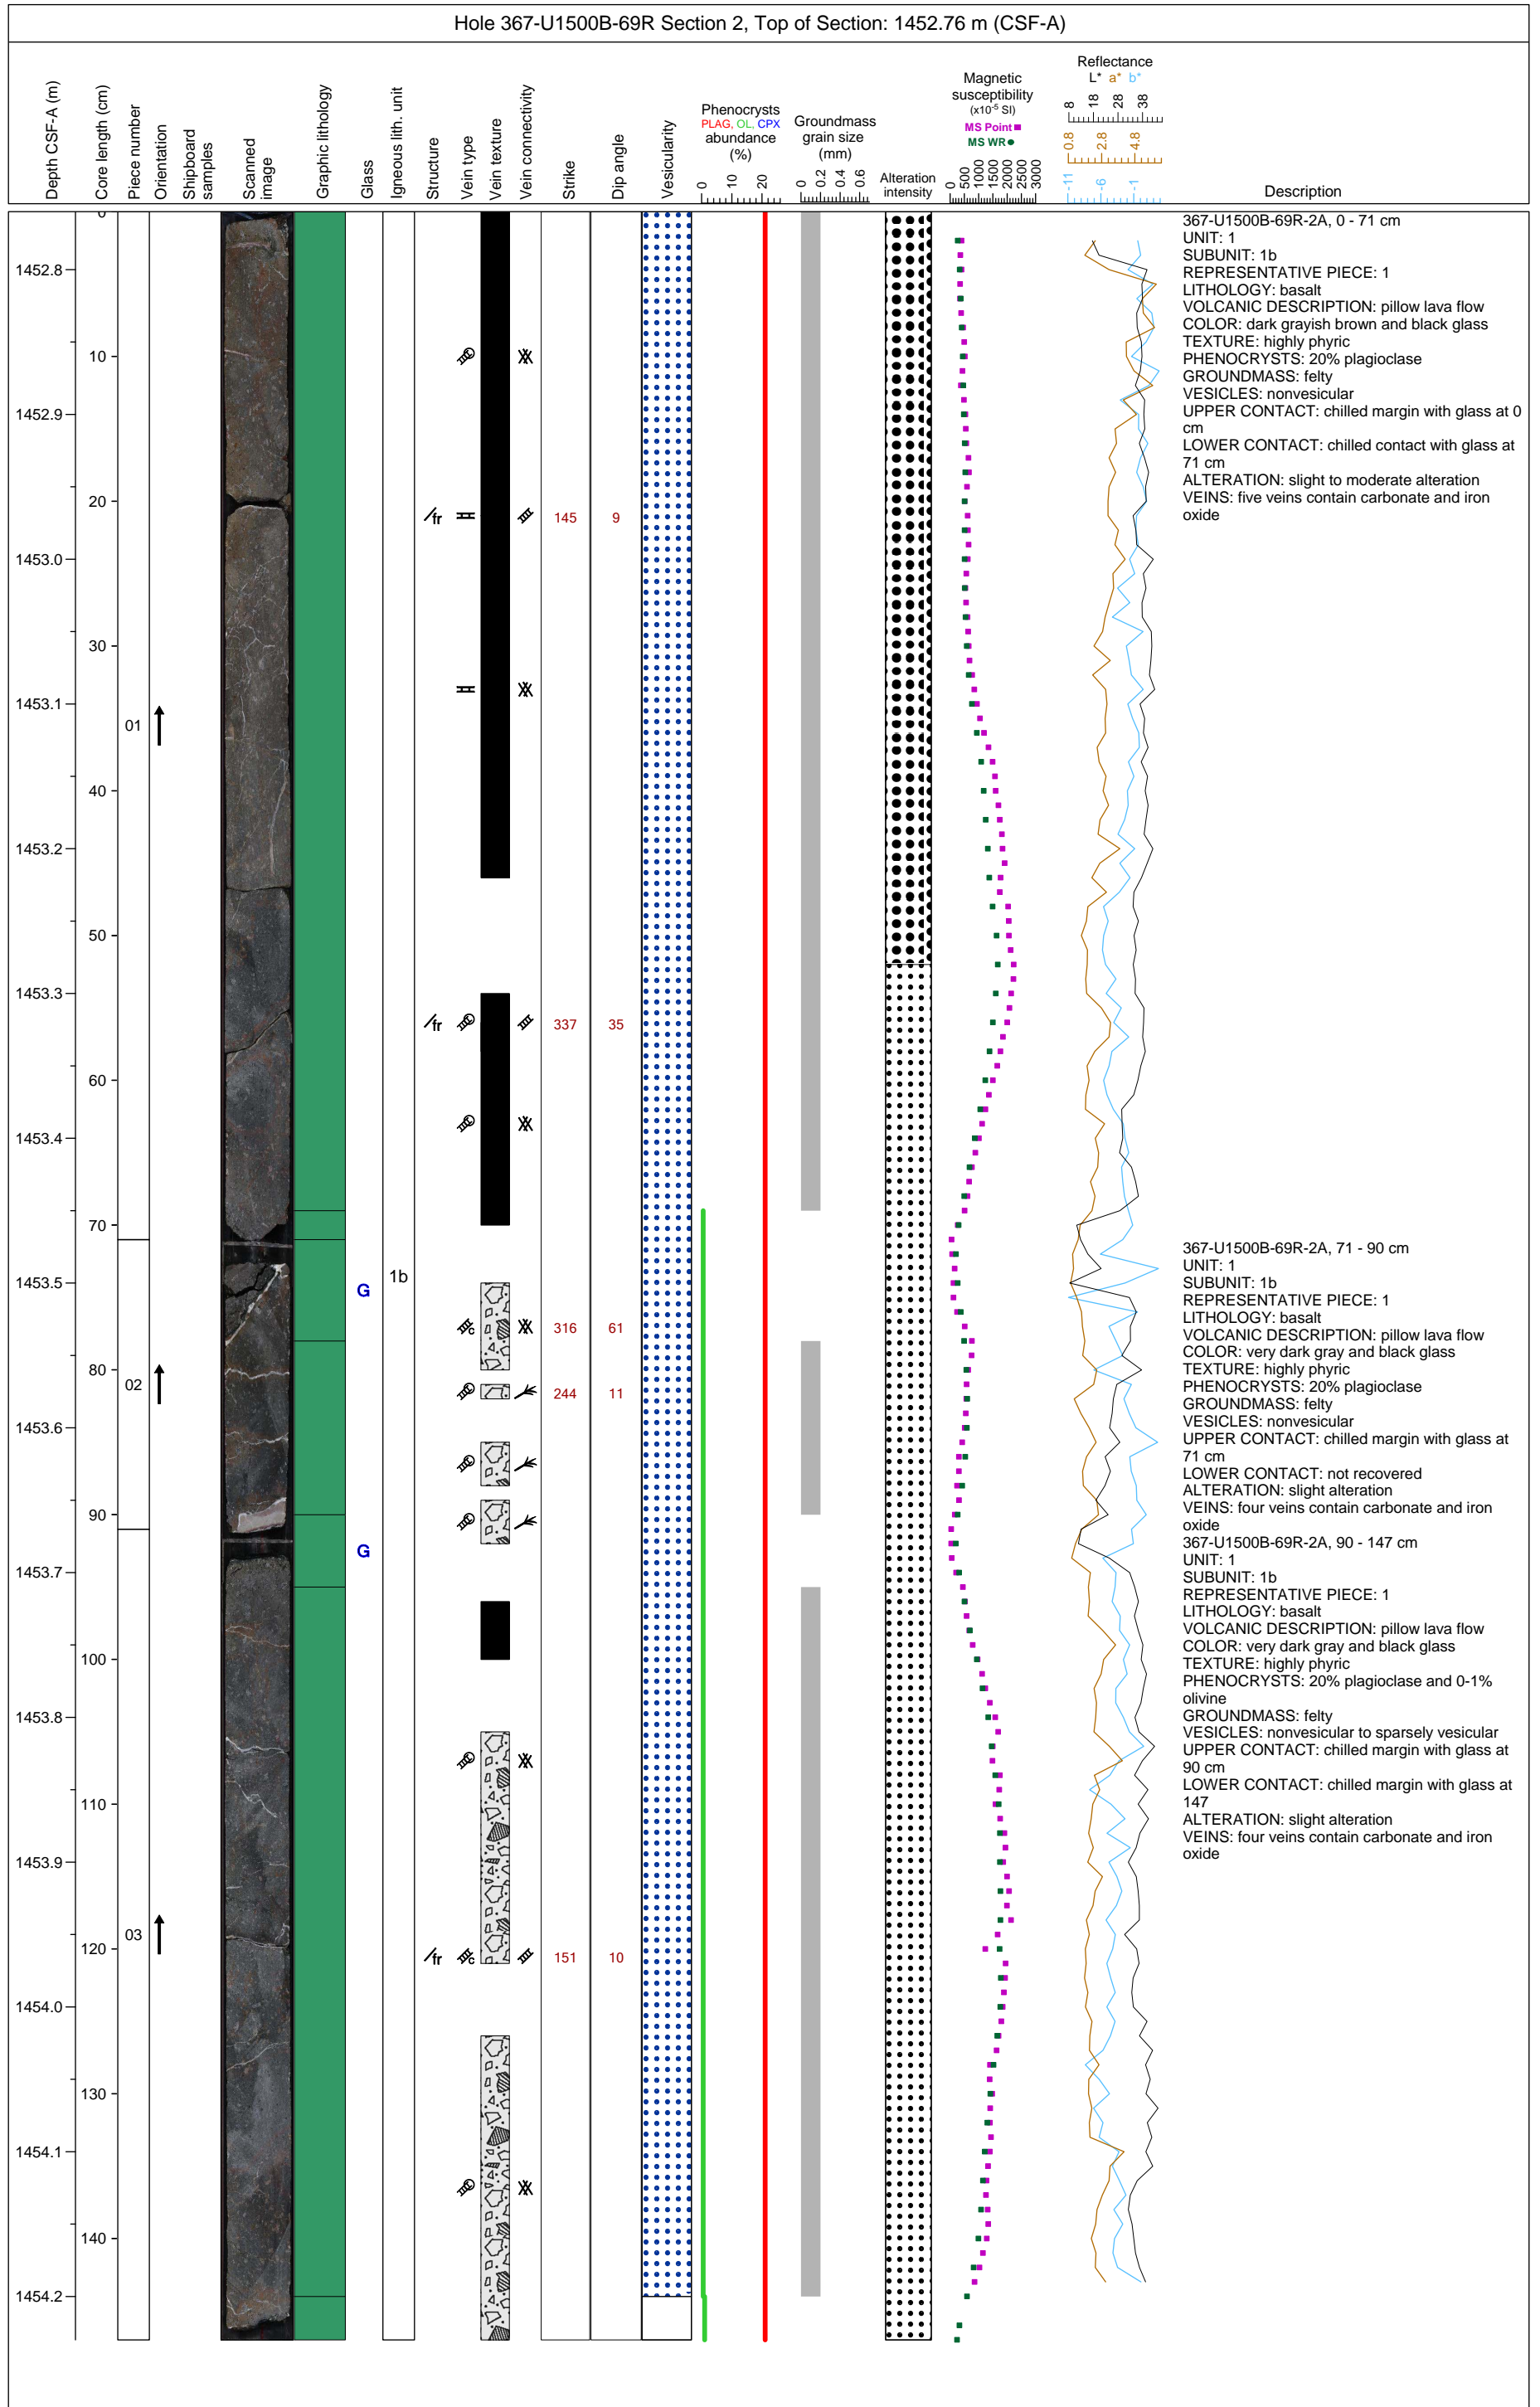 Hole 367-U1500B-69R Section 2, Top of Section: 1452.76 m (CSF-A)
Depth CSF-A (m)
Core length (cm)
Piece number
Orientation
Shipboard
samples
Scanned
image
Graphic lithology
Glass
Igneous lith. unit
Structure
Vein type
Vein texture
Vein connectivity
Strike
Dip angle
Vesicularity
Phenocrysts
PLAG, OL, CPX
abundance
(%)
0 10 20
Groundmass
grain size
(mm)
0 0.2 0.4 0.6
Alteration
intensity
Magnetic
susceptibility
(x10⁻⁵ SI)
MS Point
MS WR
0 500 1000 1500 2000 2500 3000
Reflectance
L* a* b*
8 18 28 38
0.8 2.8 4.8
-11 -6 -1
Description
0
1452.8
10
1452.9
20
1453.0
30
1453.1
40
1453.2
50
1453.3
60
1453.4
70
1453.5
80
1453.6
90
1453.7
100
1453.8
110
1453.9
120
1454.0
130
1454.1
140
1454.2
01
02
03
G
G
1b
fr
145 9
fr
337 35
c
316 61
244 11
fr
c
151 10
367-U1500B-69R-2A, 0 - 71 cm
UNIT: 1
SUBUNIT: 1b
REPRESENTATIVE PIECE: 1
LITHOLOGY: basalt
VOLCANIC DESCRIPTION: pillow lava flow
COLOR: dark grayish brown and black glass
TEXTURE: highly phyric
PHENOCRYSTS: 20% plagioclase
GROUNDMASS: felty
VESICLES: nonvesicular
UPPER CONTACT: chilled margin with glass at 0
cm
LOWER CONTACT: chilled contact with glass at
71 cm
ALTERATION: slight to moderate alteration
VEINS: five veins contain carbonate and iron
oxide
367-U1500B-69R-2A, 71 - 90 cm
UNIT: 1
SUBUNIT: 1b
REPRESENTATIVE PIECE: 1
LITHOLOGY: basalt
VOLCANIC DESCRIPTION: pillow lava flow
COLOR: very dark gray and black glass
TEXTURE: highly phyric
PHENOCRYSTS: 20% plagioclase
GROUNDMASS: felty
VESICLES: nonvesicular
UPPER CONTACT: chilled margin with glass at
71 cm
LOWER CONTACT: not recovered
ALTERATION: slight alteration
VEINS: four veins contain carbonate and iron
oxide
367-U1500B-69R-2A, 90 - 147 cm
UNIT: 1
SUBUNIT: 1b
REPRESENTATIVE PIECE: 1
LITHOLOGY: basalt
VOLCANIC DESCRIPTION: pillow lava flow
COLOR: very dark gray and black glass
TEXTURE: highly phyric
PHENOCRYSTS: 20% plagioclase and 0-1%
olivine
GROUNDMASS: felty
VESICLES: nonvesicular to sparsely vesicular
UPPER CONTACT: chilled margin with glass at
90 cm
LOWER CONTACT: chilled margin with glass at
147
ALTERATION: slight alteration
VEINS: four veins contain carbonate and iron
oxide